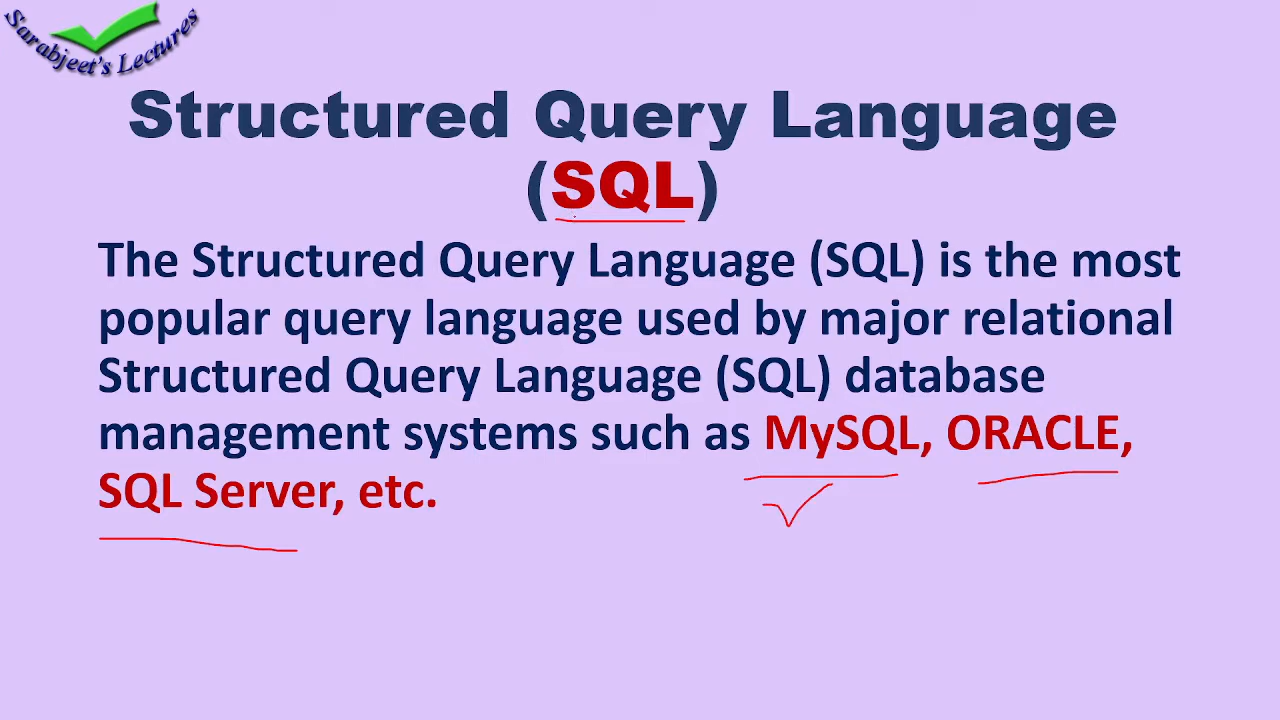 Sarabjeet's Lectures
Structured Query Language
(SQL)
The Structured Query Language (SQL) is the most
popular query language used by major relational
Structured Query Language (SQL) database
management systems such as MySQL, ORACLE,
SQL Server, etc.